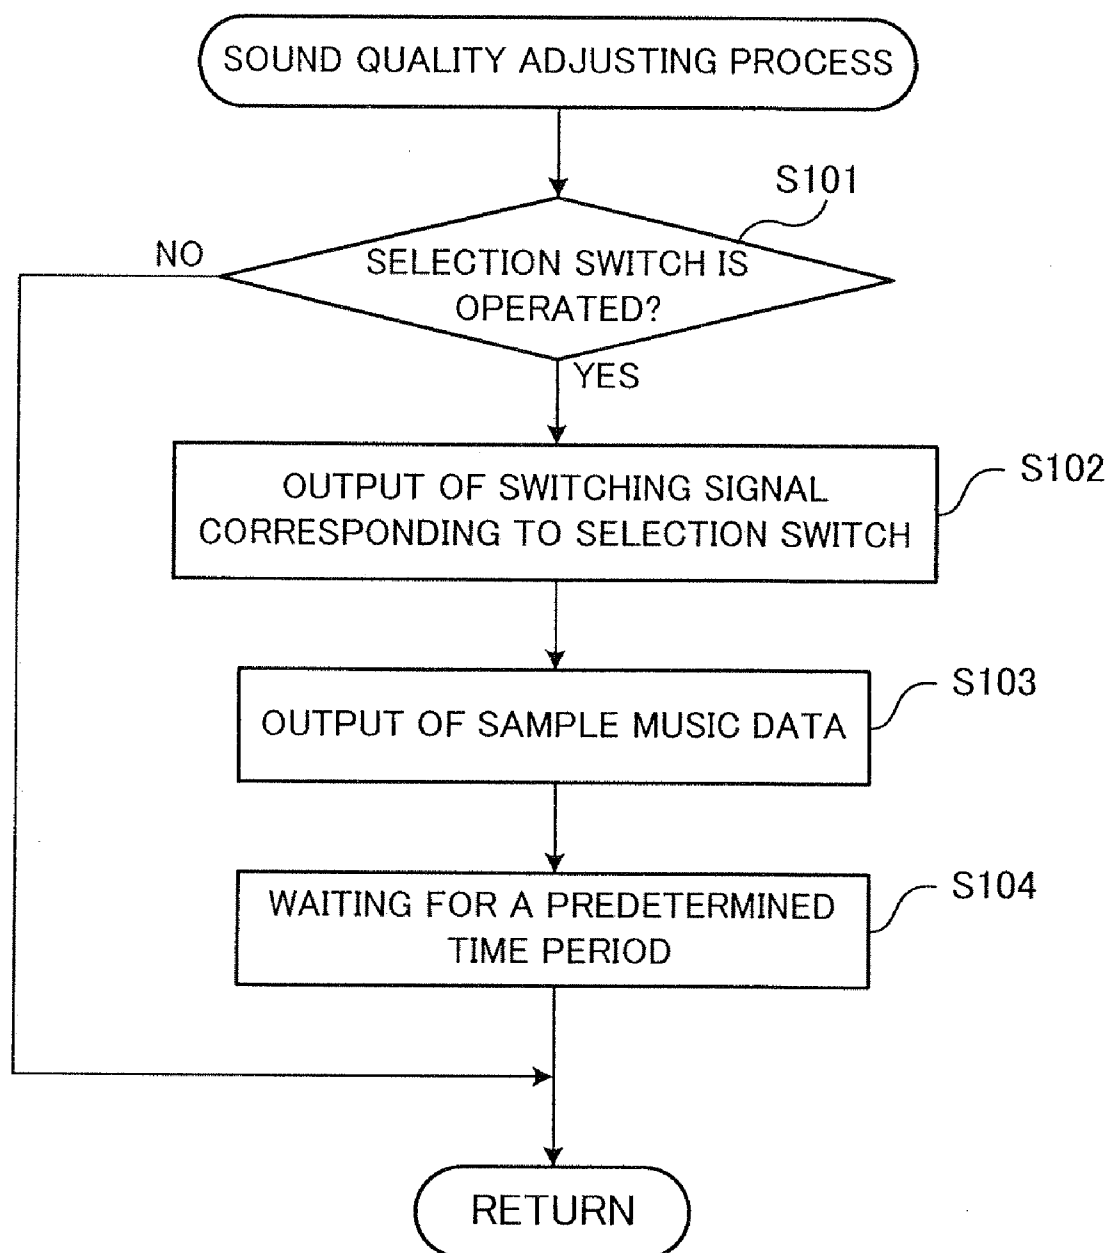 SOUND QUALITY ADJUSTING PROCESS
S101
NO
SELECTION SWITCH IS
OPERATED?
YES
S102
OUTPUT OF SWITCHING SIGNAL
CORRESPONDING TO SELECTION SWITCH
S103
OUTPUT OF SAMPLE MUSIC DATA
S104
WAITING FOR A PREDETERMINED
TIME PERIOD
RETURN